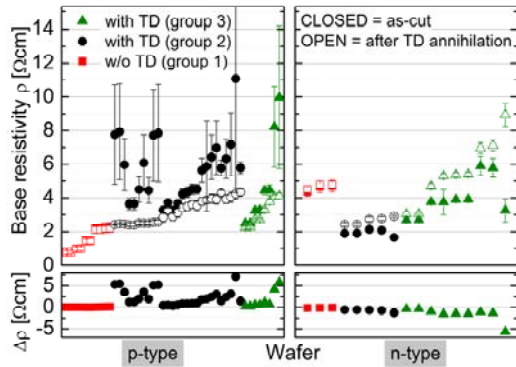 with TD (group 3)
with TD (group 2)
w/o TD (group 1)
CLOSED = as-cut
OPEN = after TD annihilation
Base resistivity ρ [Ωcm]
14
12
10
8
6
4
2
0
Δρ [Ωcm]
5
0
-5
p-type
Wafer
n-type